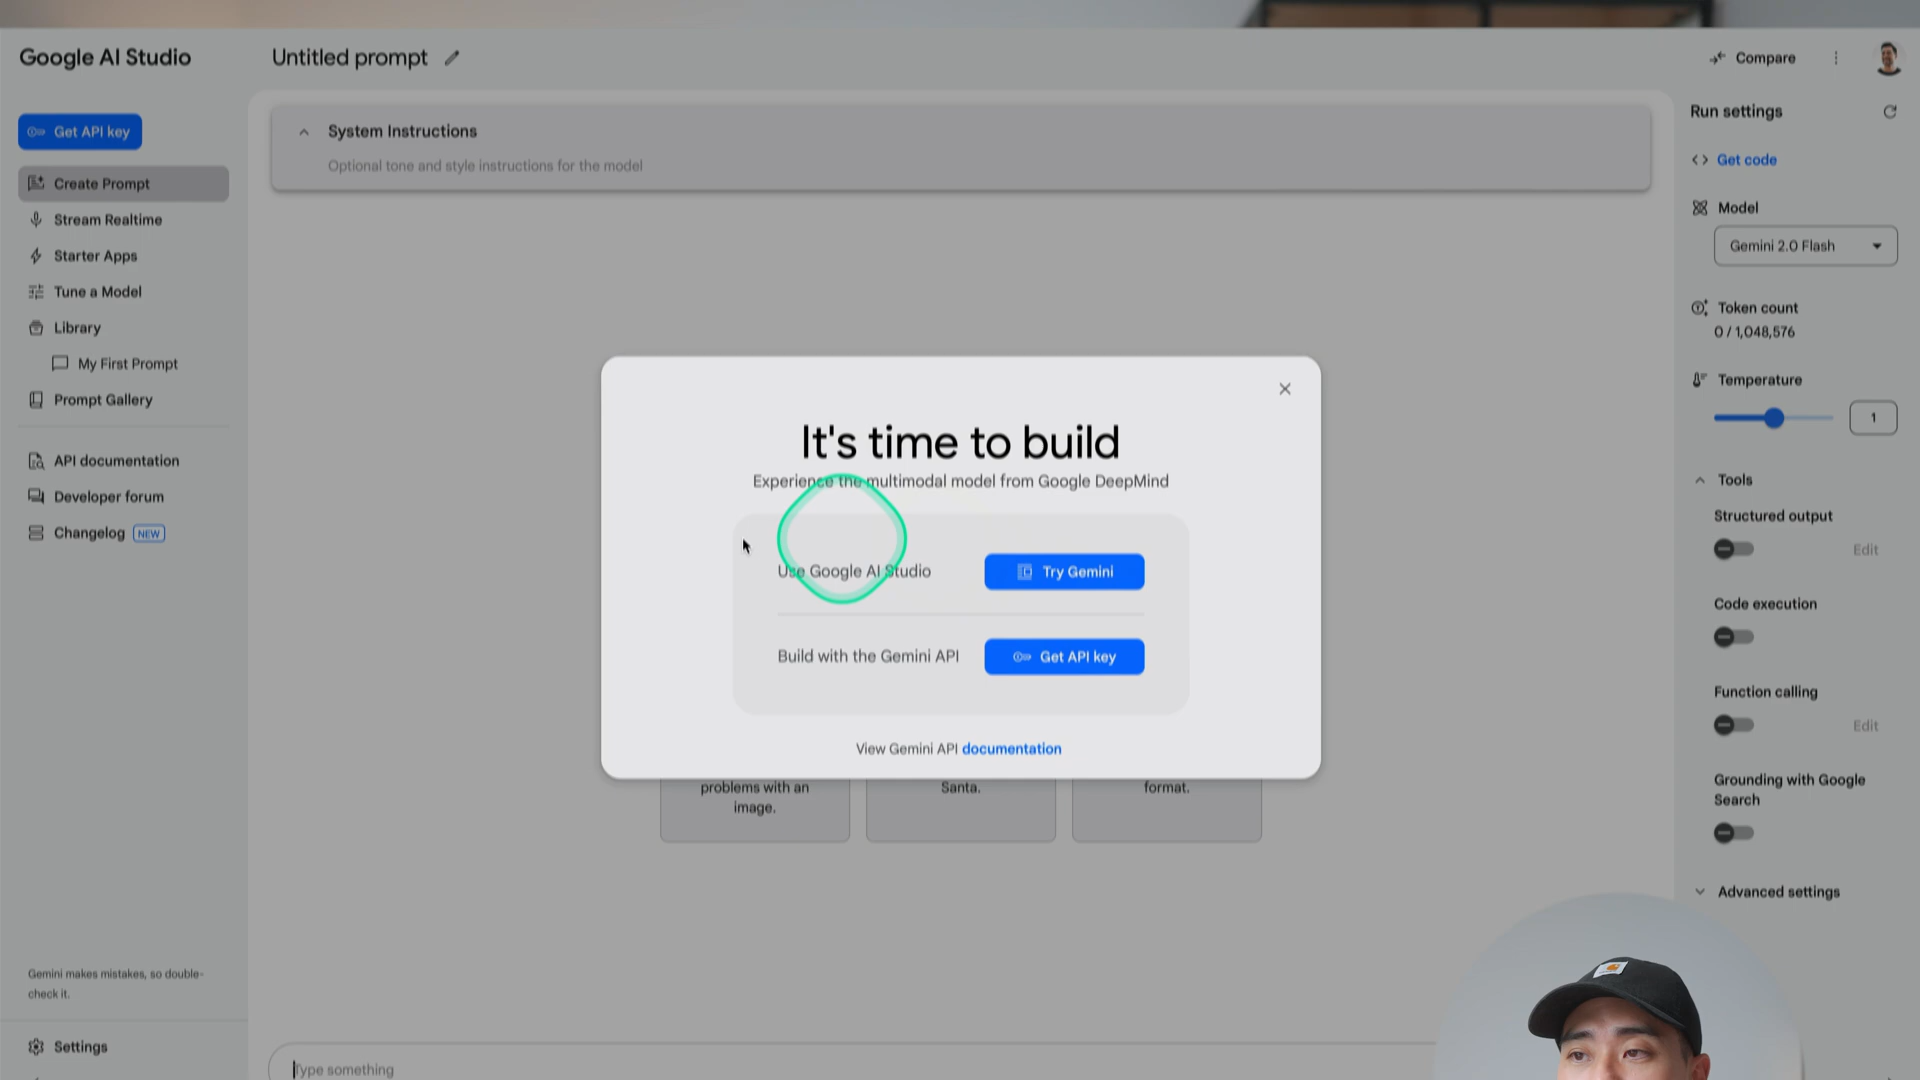 Google AI Studio
Get API key
Create Prompt
Stream Realtime
Starter Apps
Tune a Model
Library
My First Prompt
Prompt Gallery
API documentation
Developer forum
Changelog NEW
Gemini makes mistakes, so double-
check it.
Settings
Untitled prompt
Compare
System Instructions
Optional tone and style instructions for the model
It's time to build
Experience the multimodal model from Google DeepMind
Use Google AI Studio
Try Gemini
Build with the Gemini API
Get API key
View Gemini API documentation
problems with an
image.
Santa.
format.
Type something
Run settings
Get code
Model
Gemini 2.0 Flash
Token count
0 / 1,048,576
Temperature
1
Tools
Structured output
Edit
Code execution
Function calling
Edit
Grounding with Google
Search
Advanced settings